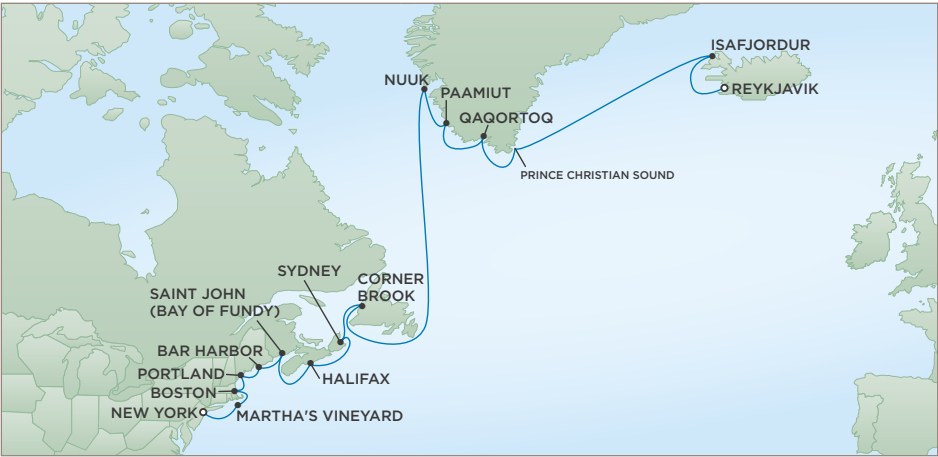 ISAFJORDUR
NUUK
REYKJAVIK
PAAMIUT
QAQORTOQ
PRINCE CHRISTIAN SOUND
SYDNEY
CORNER
BROOK
SAINT JOHN
(BAY OF FUNDY)
BAR HARBOR
PORTLAND
HALIFAX
BOSTON
NEW YORK
MARTHA'S VINEYARD